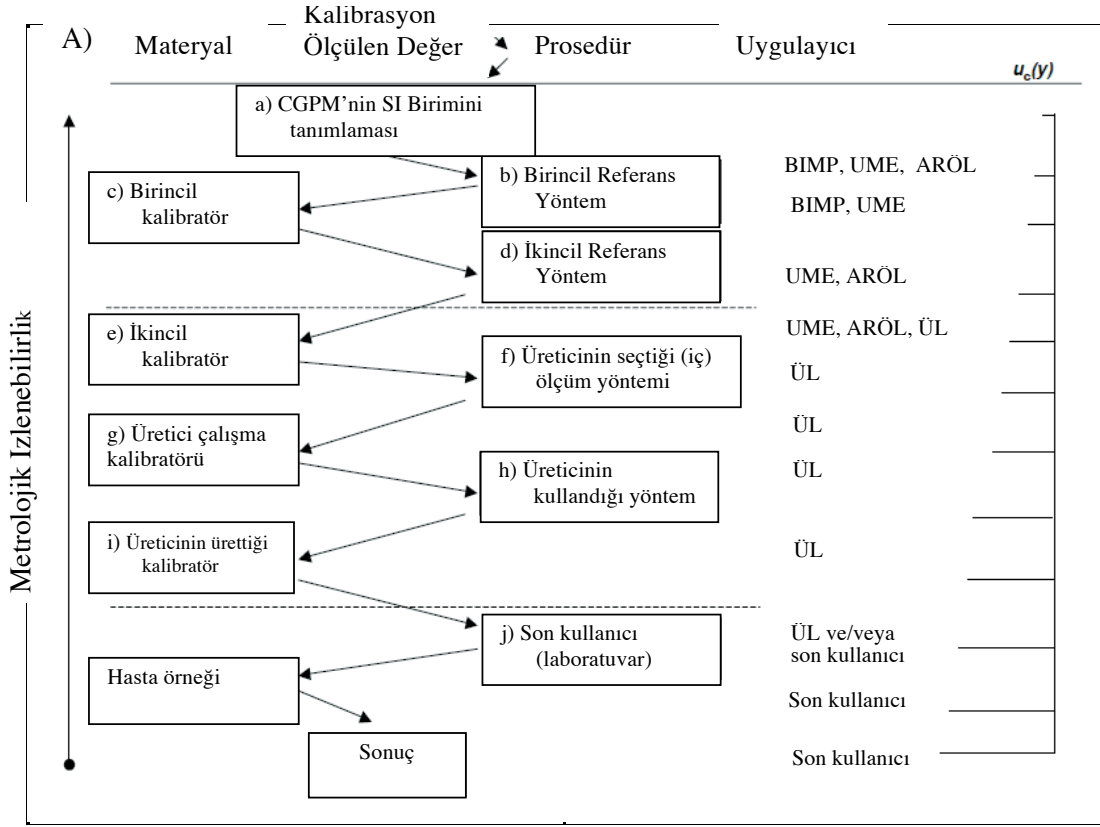 A)
Materyal
Kalibrasyon
Ölçülen Değer
Prosedür
Uygulayıcı
u_c(y)
a) CGPM’nin SI Birimini
tanımlaması
b) Birincil Referans
Yöntem
BIMP, UME, ARÖL
c) Birincil
kalibratör
BIMP, UME
d) İkincil Referans
Yöntem
UME, ARÖL
e) İkincil
kalibratör
UME, ARÖL, ÜL
f) Üreticinin seçtiği (iç)
ölçüm yöntemi
ÜL
g) Üretici çalışma
kalibratörü
ÜL
h) Üreticinin
kullandığı yöntem
ÜL
i) Üreticinin ürettiği
kalibratör
ÜL
j) Son kullanıcı
(laboratuvar)
ÜL ve/veya
son kullanıcı
Hasta örneği
Son kullanıcı
Sonuç
Son kullanıcı
Metrolojik Izlenebilirlik